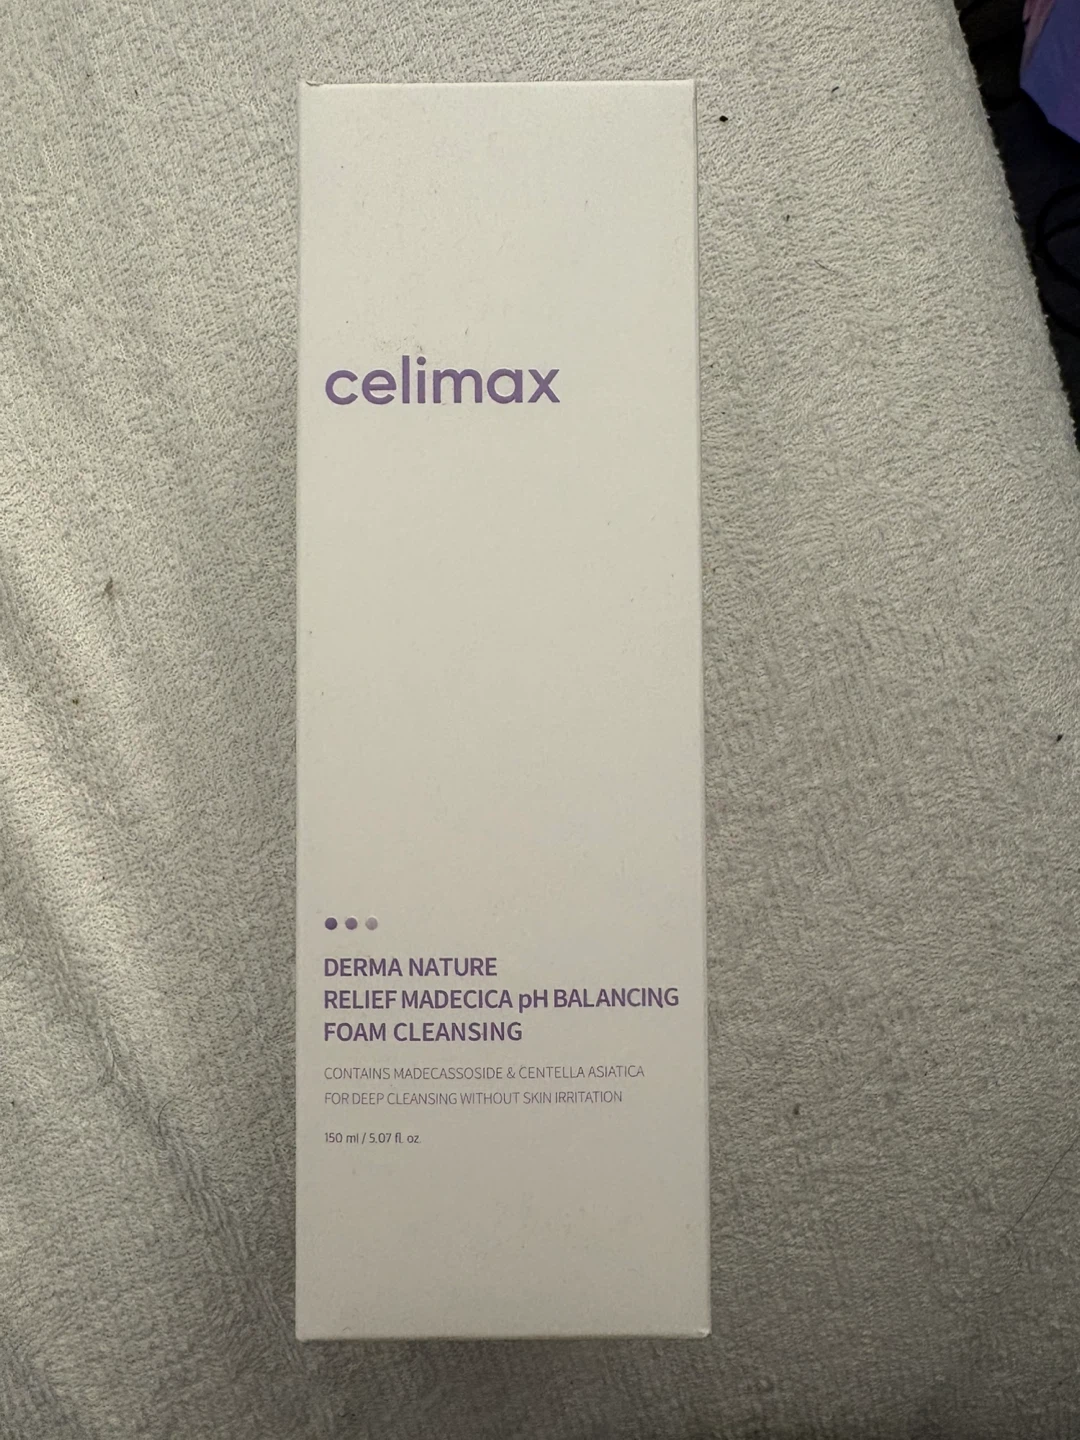 celimax
DERMA NATURE
RELIEF MADECICA pH BALANCING
FOAM CLEANSING
CONTAINS MADECASSOSIDE & CENTELLA ASIATICA
FOR DEEP CLEANSING WITHOUT SKIN IRRITATION
150 ml / 5.07 fl. oz.